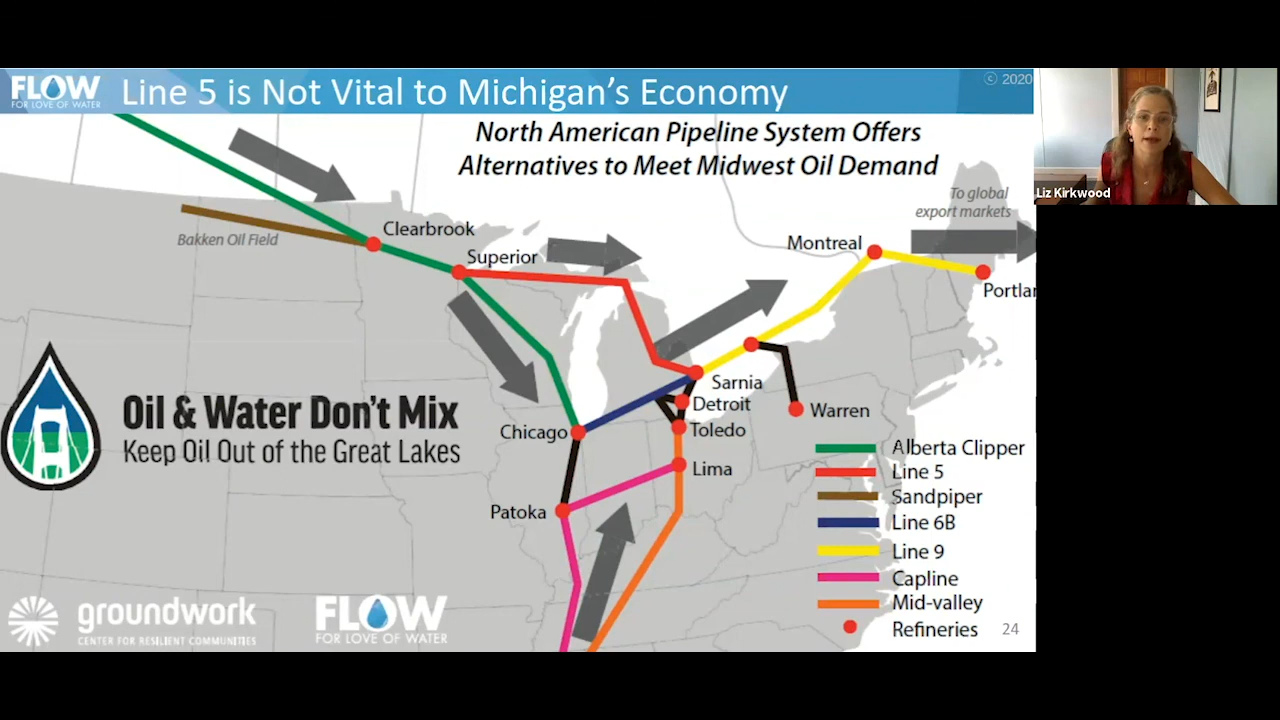 FLOW
FOR LOVE OF WATER
Line 5 is Not Vital to Michigan's Economy
© 2020
North American Pipeline System Offers
Alternatives to Meet Midwest Oil Demand
Liz Kirkwood
To global
export markets
Bakken Oil Field
Clearbrook
Superior
Montreal
Portlan
Sarnia
Detroit
Warren
Toledo
Chicago
Lima
Patoka
Oil & Water Don't Mix
Keep Oil Out of the Great Lakes
Alberta Clipper
Line 5
Sandpiper
Line 6B
Line 9
Capline
Mid-valley
Refineries
24
groundwork
CENTER FOR RESILIENT COMMUNITIES
FLOW
FOR LOVE OF WATER